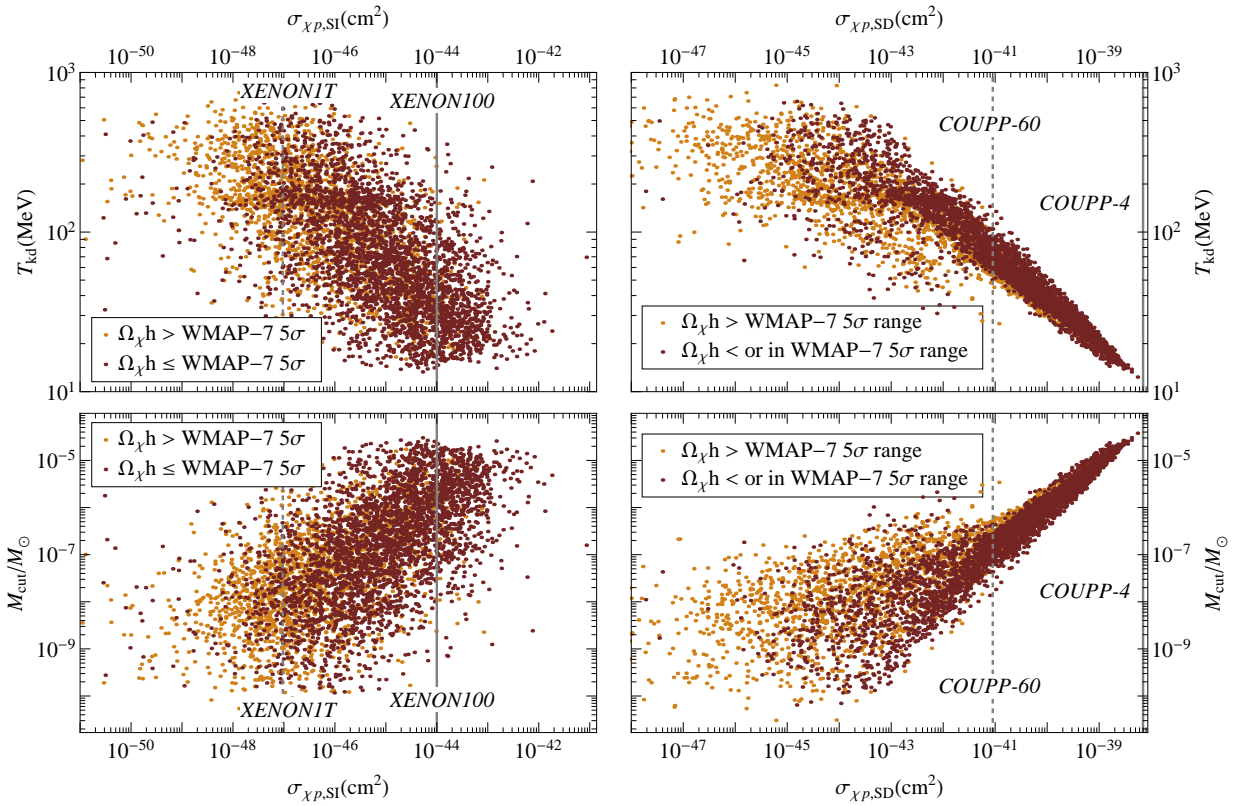 σχp,SI(cm²)
σχp,SD(cm²)
10⁻⁵⁰ 10⁻⁴⁸ 10⁻⁴⁶ 10⁻⁴⁴ 10⁻⁴²
10⁻⁴⁷ 10⁻⁴⁵ 10⁻⁴³ 10⁻⁴¹ 10⁻³⁹
10³
10²
10¹
Tkd(MeV)
XENON1T
XENON100
Ωχh > WMAP−7 5σ
Ωχh ≤ WMAP−7 5σ
COUPP-60
COUPP-4
Ωχh > WMAP−7 5σ range
Ωχh < or in WMAP−7 5σ range
10³
10²
10¹
Tkd(MeV)
Ωχh > WMAP−7 5σ
Ωχh ≤ WMAP−7 5σ
10⁻⁵
10⁻⁷
10⁻⁹
Mcut/M⊙
XENON1T
XENON100
Ωχh > WMAP−7 5σ range
Ωχh < or in WMAP−7 5σ range
COUPP-4
COUPP-60
10⁻⁵
10⁻⁷
10⁻⁹
Mcut/M⊙
10⁻⁵⁰ 10⁻⁴⁸ 10⁻⁴⁶ 10⁻⁴⁴ 10⁻⁴²
10⁻⁴⁷ 10⁻⁴⁵ 10⁻⁴³ 10⁻⁴¹ 10⁻³⁹
σχp,SI(cm²)
σχp,SD(cm²)